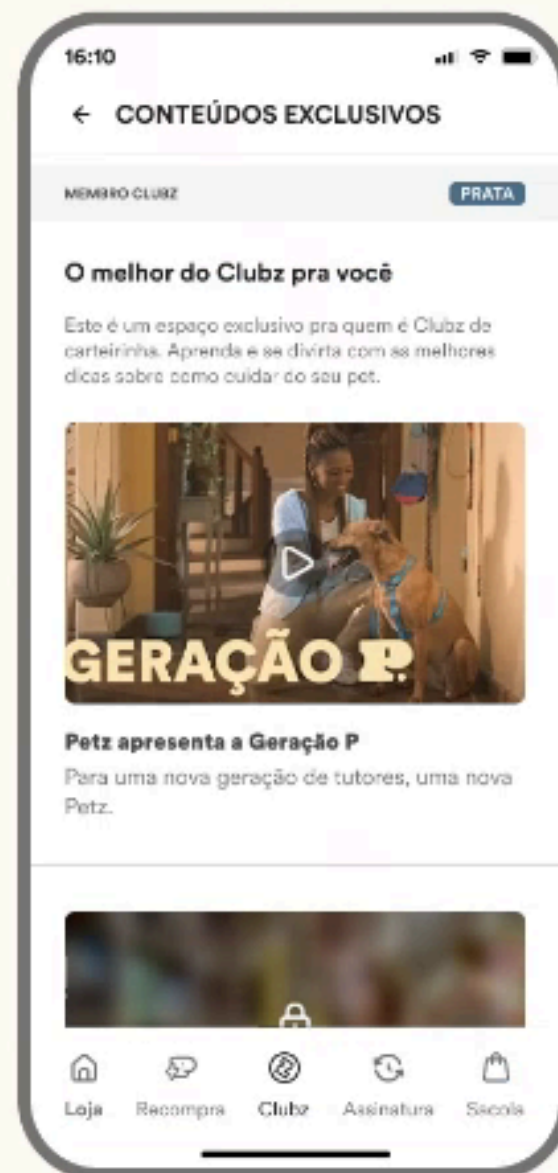 16:10
← CONTEÚDOS EXCLUSIVOS
MEMBRO CLUBZ
PRATA
O melhor do Clubz pra você
Este é um espaço exclusivo pra quem é Clubz de
carteirinha. Aprenda e se divirta com as melhores
dicas sobre como cuidar do seu pet.
GERAÇÃO P.
Petz apresenta a Geração P
Para uma nova geração de tutores, uma nova
Petz.
Loja Recompra Clubz Assinatura Sacola